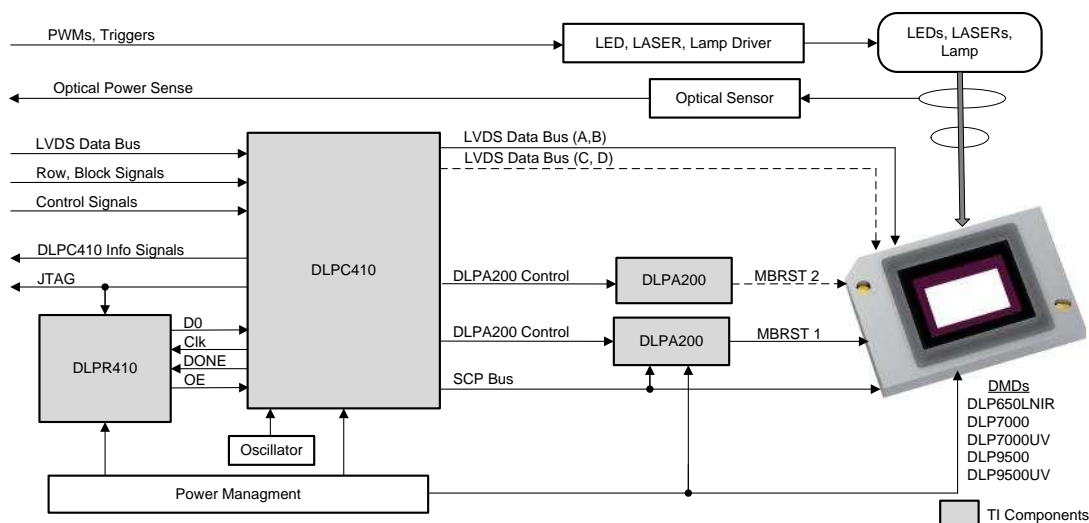 PWMs, Triggers
LED, LASER, Lamp Driver
LEDs, LASERs,
Lamp
Optical Power Sense
Optical Sensor
LVDS Data Bus
Row, Block Signals
Control Signals
DLPC410 Info Signals
JTAG
DLPC410
LVDS Data Bus (A,B)
LVDS Data Bus (C, D)
DLPA200 Control
DLPA200
MBRST 2
DLPA200 Control
DLPA200
MBRST 1
SCP Bus
DLPR410
D0
Clk
DONE
OE
Oscillator
Power Managment
DMDs
DLP650LNIR
DLP7000
DLP7000UV
DLP9500
DLP9500UV
TI Components